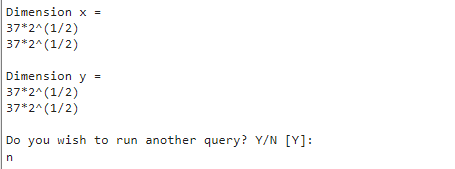 Dimension x =
37*2^(1/2)
37*2^(1/2)
Dimension y =
37*2^(1/2)
37*2^(1/2)
Do you wish to run another query? Y/N [Y]:
n